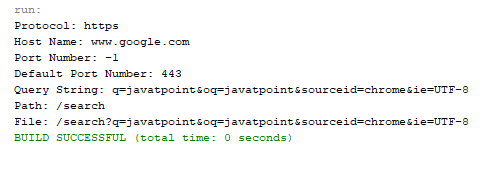 run:
Protocol: https
Host Name: www.google.com
Port Number: -1
Default Port Number: 443
Query String: q=javatpoint&oq=javatpoint&sourceid=chrome&ie=UTF-8
Path: /search
File: /search?q=javatpoint&oq=javatpoint&sourceid=chrome&ie=UTF-8
BUILD SUCCESSFUL (total time: 0 seconds)